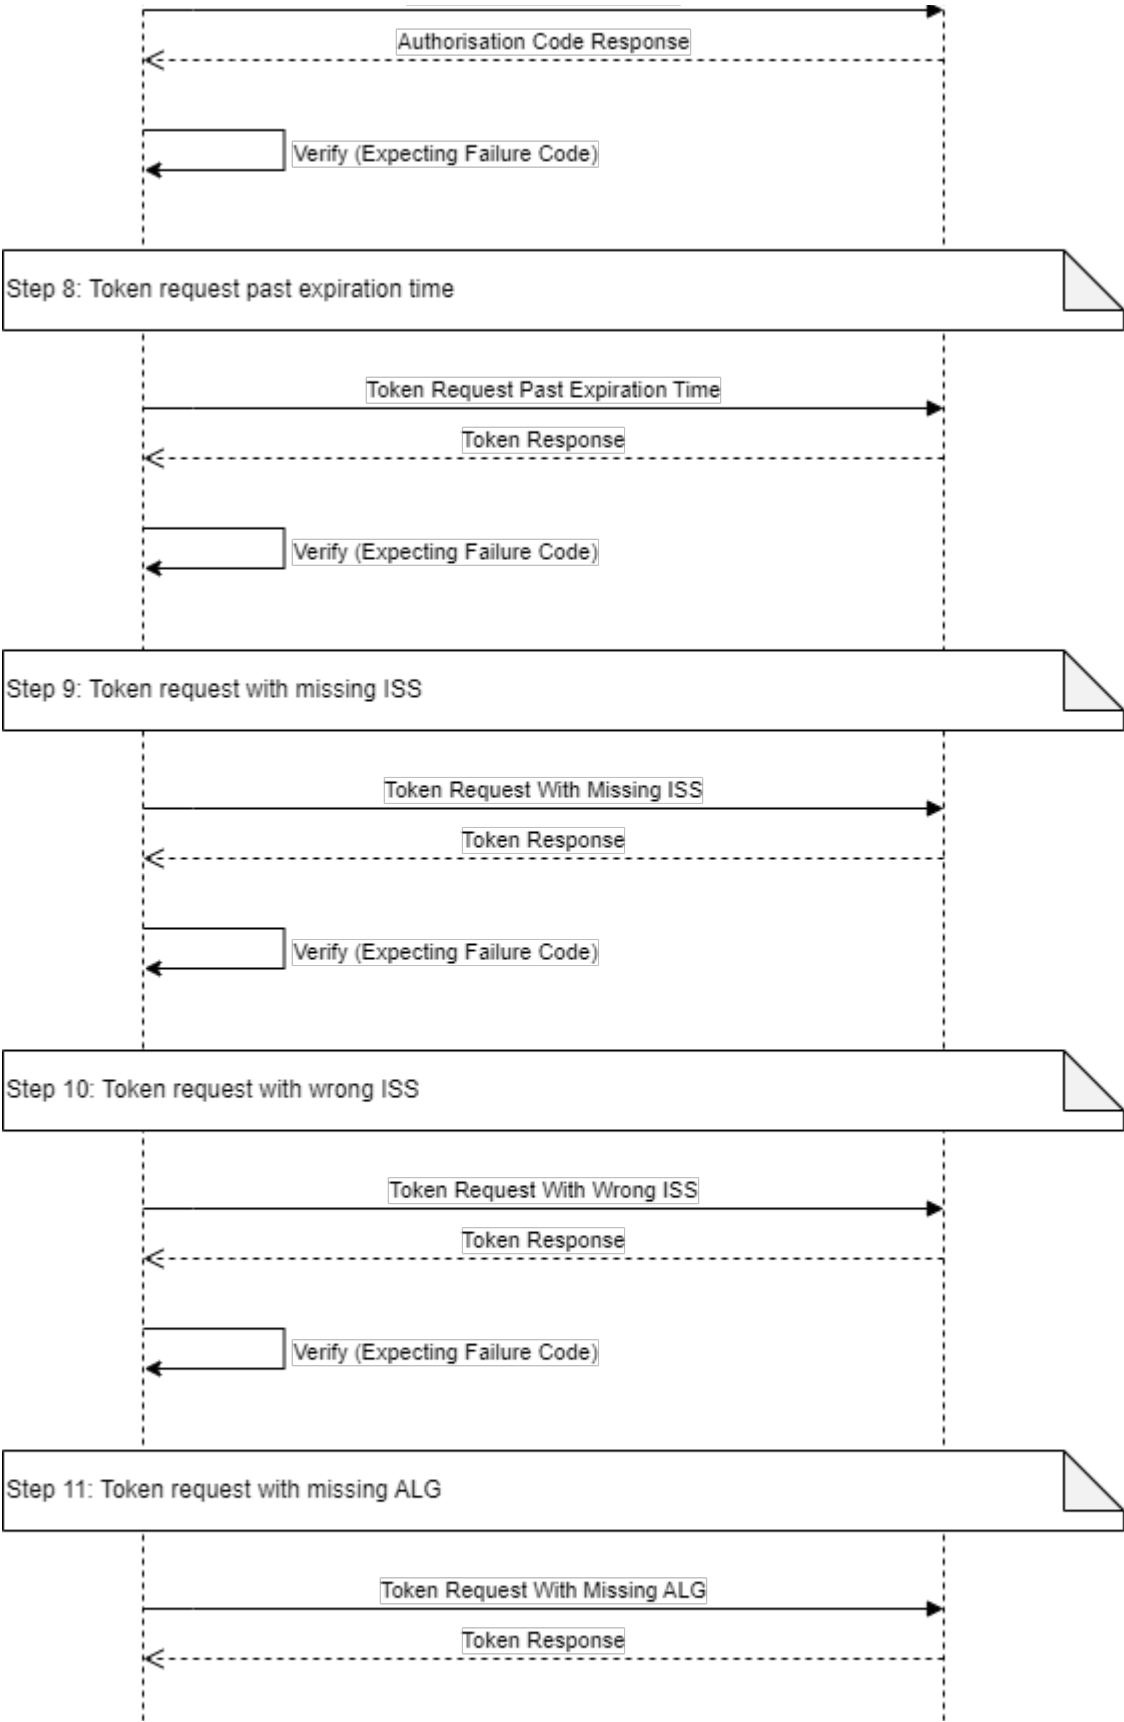 Authorisation Code Response
Verify (Expecting Failure Code)
Step 8: Token request past expiration time
Token Request Past Expiration Time
Token Response
Verify (Expecting Failure Code)
Step 9: Token request with missing ISS
Token Request With Missing ISS
Token Response
Verify (Expecting Failure Code)
Step 10: Token request with wrong ISS
Token Request With Wrong ISS
Token Response
Verify (Expecting Failure Code)
Step 11: Token request with missing ALG
Token Request With Missing ALG
Token Response